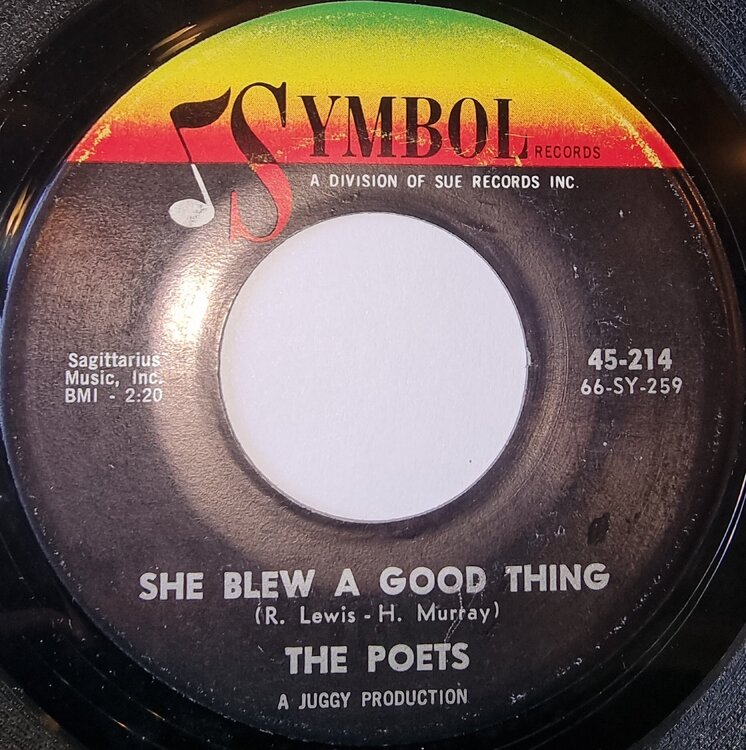 SYMBOL RECORDS
A DIVISION OF SUE RECORDS INC.
Sagittarius
Music, Inc.
BMI - 2:20
45-214
66-SY-259
SHE BLEW A GOOD THING
(R. Lewis - H. Murray)
THE POETS
A JUGGY PRODUCTION